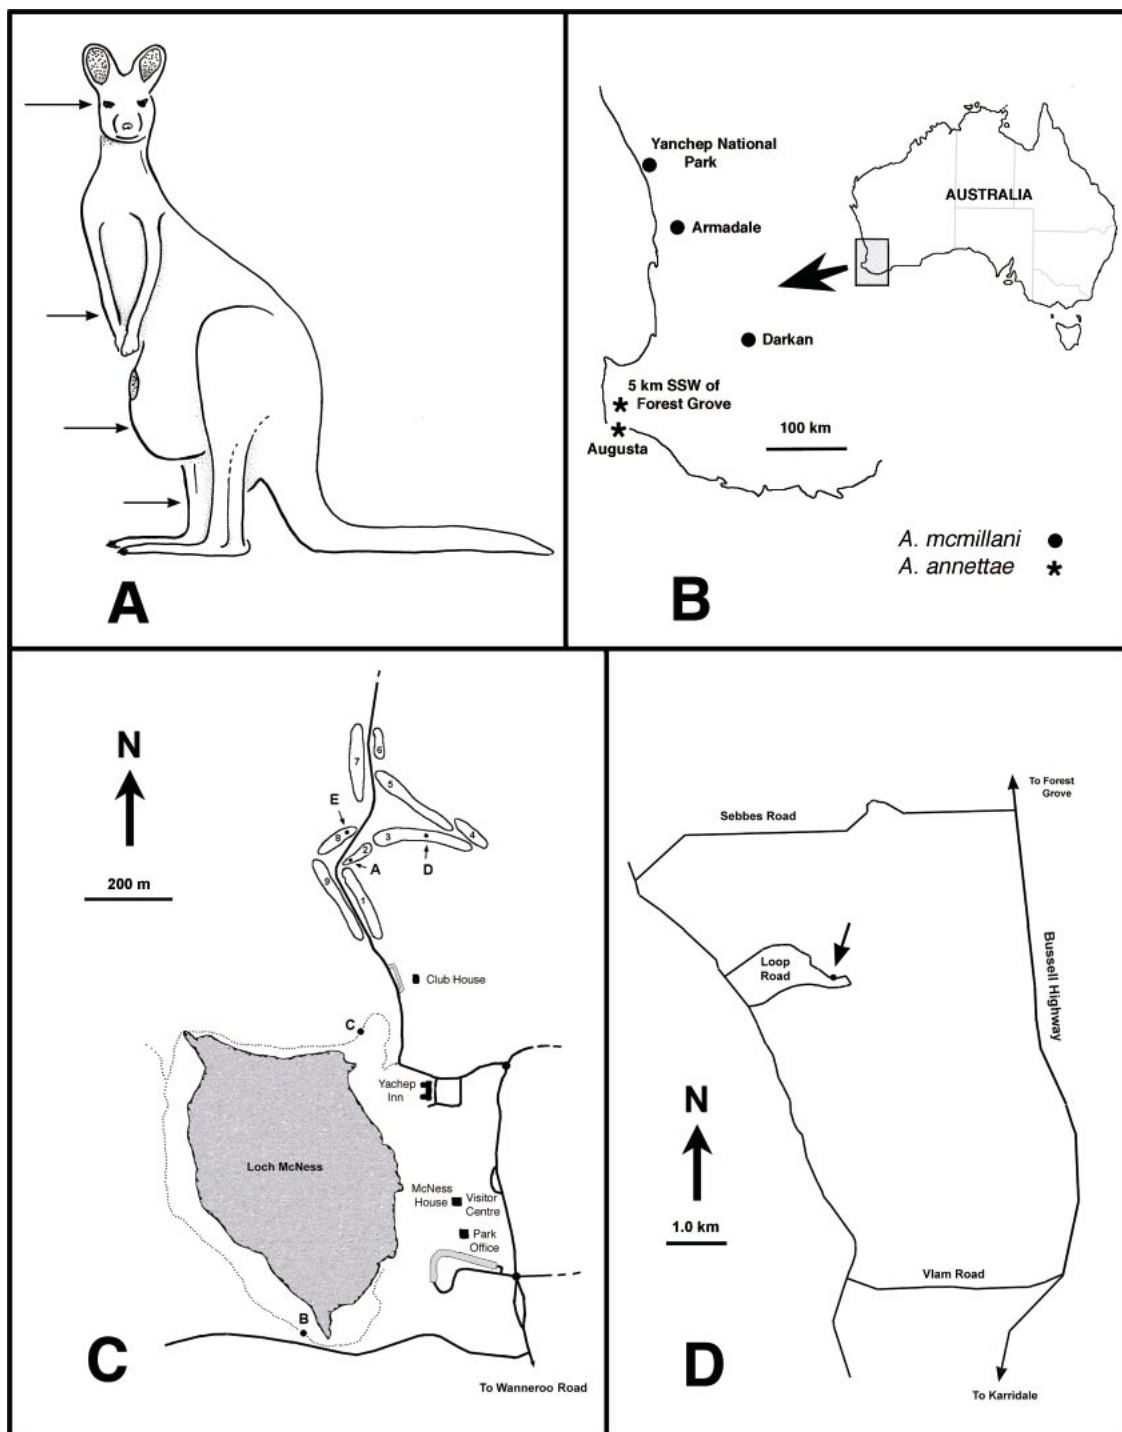 A
Yanchep National
Park
Armadale
AUSTRALIA
Darkan
5 km SSW of
Forest Grove
Augusta
100 km
A. mcmillani
A. annettae
B
N
200 m
7
6
5
E
8
2
3
4
A
D
9
1
Club House
C
Yachep
Inn
Loch McNess
McNess
House
Visitor
Centre
Park
Office
B
To Wanneroo Road
C
To Forest
Grove
Sebbes Road
Loop
Road
Bussell Highway
N
1.0 km
Vlam Road
To Karridale
D